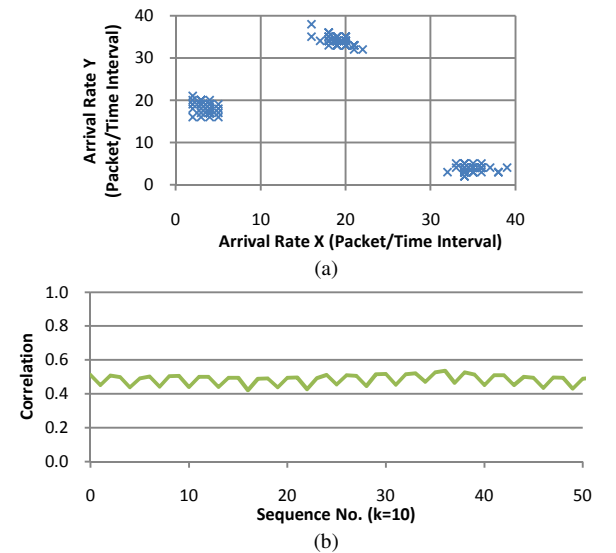 40
30
20
10
0
Arrival Rate Y
(Packet/Time Interval)
0 10 20 30 40
Arrival Rate X (Packet/Time Interval)
(a)
1.0
0.8
0.6
0.4
0.2
0.0
Correlation
0 10 20 30 40 50
Sequence No. (k=10)
(b)